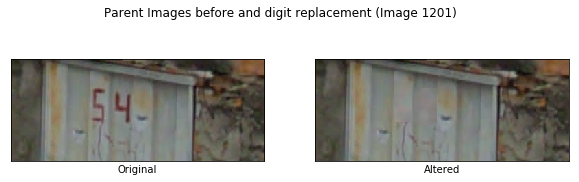 Parent Images before and digit replacement (Image 1201)
54
Original
Altered